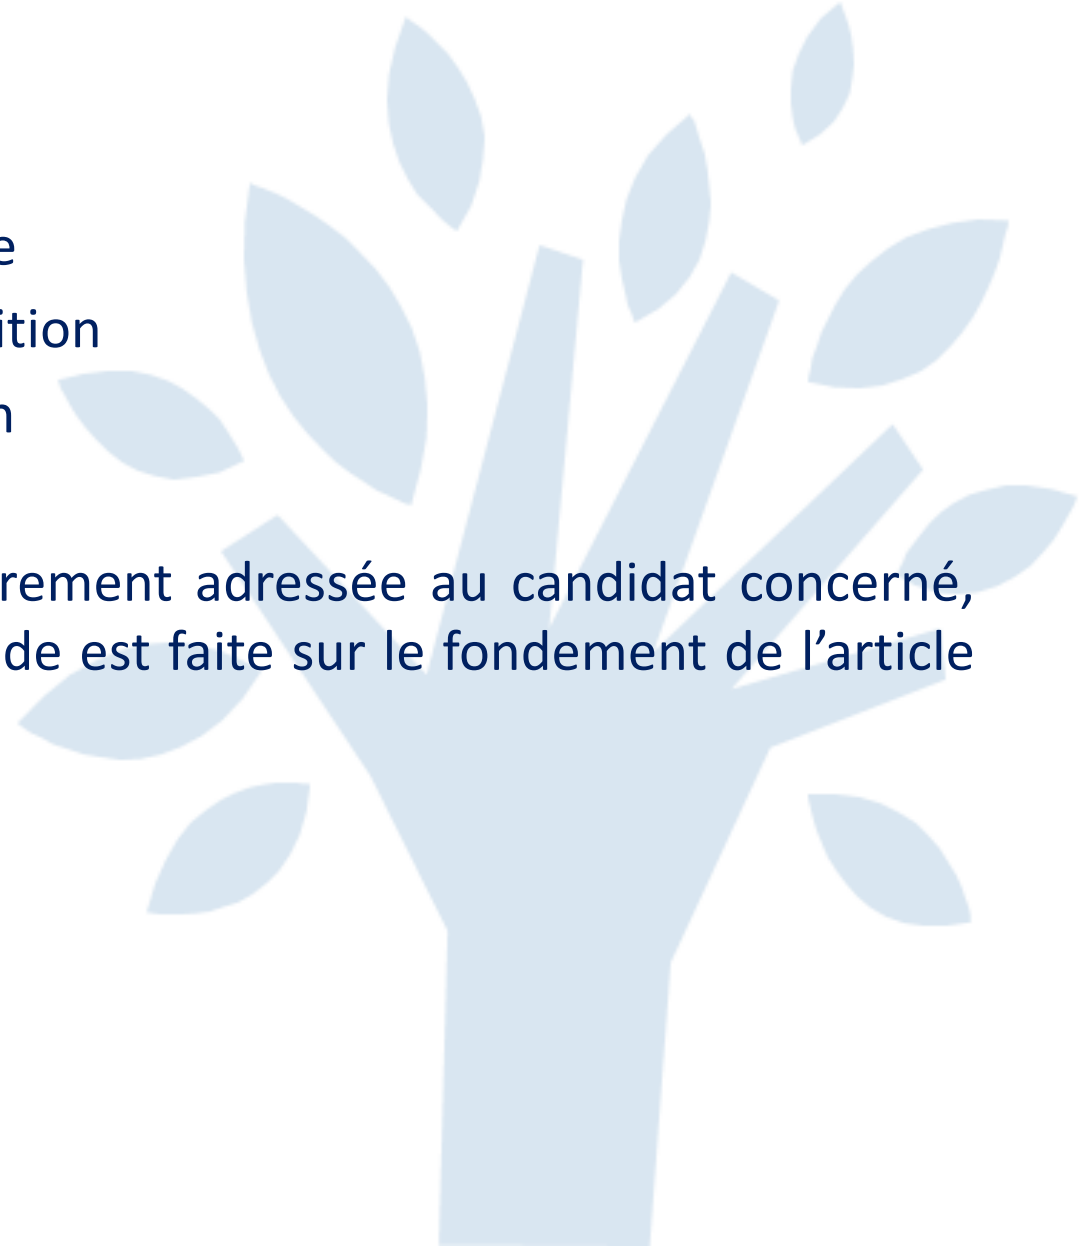 e
ition
n
rement adressée au candidat concerné,
de est faite sur le fondement de l’article